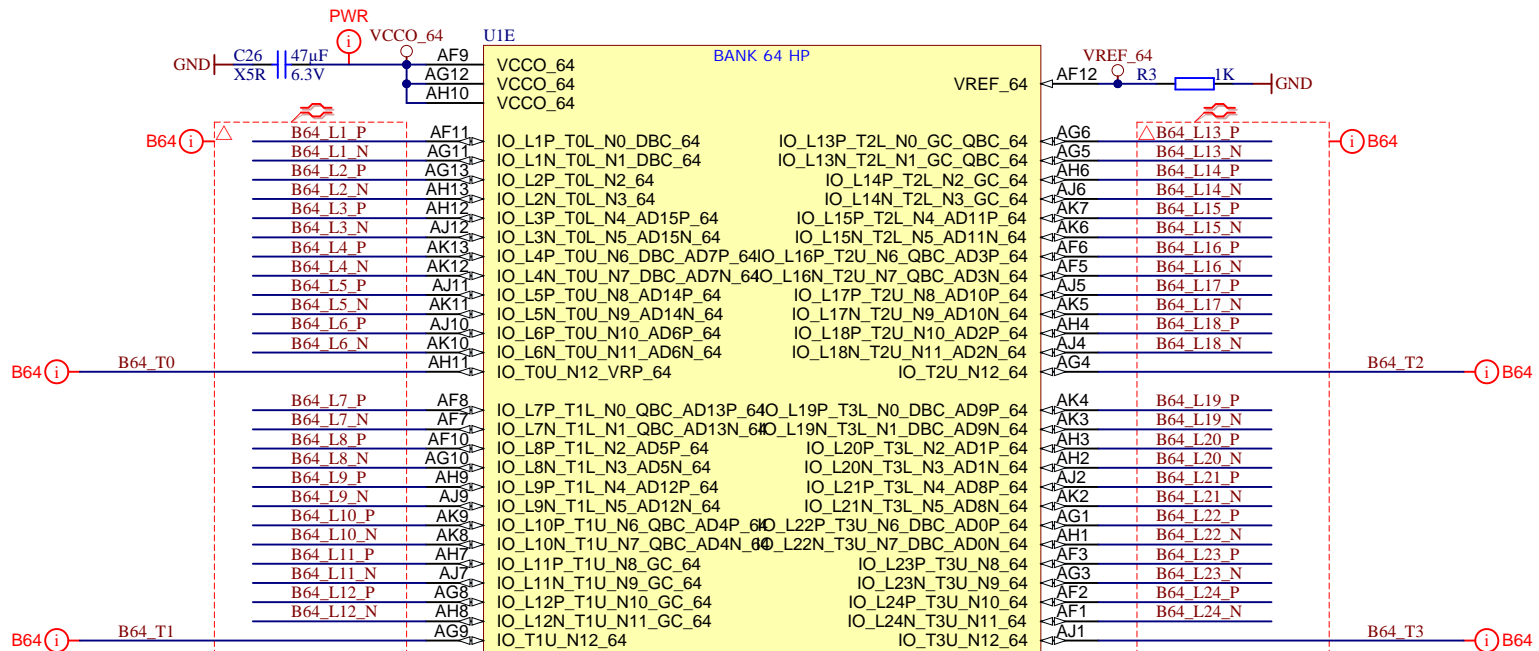 PWR
VCCO_64
U1E
BANK 64 HP
GND
C26
47µF
X5R
6.3V
AF9
AG12
AH10
VCCO_64
VCCO_64
VCCO_64
VREF_64
AF12
VREF_64
R3
1K
GND
B64
i
B64_L1_P AF11 IO_L1P_T0L_N0_DBC_64
B64_L1_N AG11 IO_L1N_T0L_N1_DBC_64
B64_L2_P AG13 IO_L2P_T0L_N2_64
B64_L2_N AH13 IO_L2N_T0L_N3_64
B64_L3_P AH12 IO_L3P_T0L_N4_AD15P_64
B64_L3_N AJ12 IO_L3N_T0L_N5_AD15N_64
B64_L4_P AK13 IO_L4P_T0U_N6_DBC_AD7P_64
B64_L4_N AK12 IO_L4N_T0U_N7_DBC_AD7N_64
B64_L5_P AJ11 IO_L5P_T0U_N8_AD14P_64
B64_L5_N AK11 IO_L5N_T0U_N9_AD14N_64
B64_L6_P AJ10 IO_L6P_T0U_N10_AD6P_64
B64_L6_N AK10 IO_L6N_T0U_N11_AD6N_64
B64 i B64_T0 AH11 IO_T0U_N12_VRP_64
B64_L7_P AF8 IO_L7P_T1L_N0_QBC_AD13P_64
B64_L7_N AF7 IO_L7N_T1L_N1_QBC_AD13N_64
B64_L8_P AF10 IO_L8P_T1L_N2_AD5P_64
B64_L8_N AG10 IO_L8N_T1L_N3_AD5N_64
B64_L9_P AH9 IO_L9P_T1L_N4_AD12P_64
B64_L9_N AJ9 IO_L9N_T1L_N5_AD12N_64
B64_L10_P AK9 IO_L10P_T1U_N6_QBC_AD4P_64
B64_L10_N AK8 IO_L10N_T1U_N7_QBC_AD4N_64
B64_L11_P AH7 IO_L11P_T1U_N8_GC_64
B64_L11_N AJ7 IO_L11N_T1U_N9_GC_64
B64_L12_P AG8 IO_L12P_T1U_N10_GC_64
B64_L12_N AH8 IO_L12N_T1U_N11_GC_64
B64 i B64_T1 AG9 IO_T1U_N12_64
IO_L13P_T2L_N0_GC_QBC_64 AG6 B64_L13_P i B64
IO_L13N_T2L_N1_GC_QBC_64 AG5 B64_L13_N
IO_L14P_T2L_N2_GC_64 AH6 B64_L14_P
IO_L14N_T2L_N3_GC_64 AJ6 B64_L14_N
IO_L15P_T2L_N4_AD11P_64 AK7 B64_L15_P
IO_L15N_T2L_N5_AD11N_64 AK6 B64_L15_N
IO_L16P_T2U_N6_QBC_AD3P_64 AF6 B64_L16_P
IO_L16N_T2U_N7_QBC_AD3N_64 AF5 B64_L16_N
IO_L17P_T2U_N8_AD10P_64 AJ5 B64_L17_P
IO_L17N_T2U_N9_AD10N_64 AK5 B64_L17_N
IO_L18P_T2U_N10_AD2P_64 AH4 B64_L18_P
IO_L18N_T2U_N11_AD2N_64 AJ4 B64_L18_N
IO_T2U_N12_64 AG4 B64_T2 i B64
IO_L19P_T3L_N0_DBC_AD9P_64 AK4 B64_L19_P
IO_L19N_T3L_N1_DBC_AD9N_64 AK3 B64_L19_N
IO_L20P_T3L_N2_AD1P_64 AH3 B64_L20_P
IO_L20N_T3L_N3_AD1N_64 AH2 B64_L20_N
IO_L21P_T3L_N4_AD8P_64 AJ2 B64_L21_P
IO_L21N_T3L_N5_AD8N_64 AK2 B64_L21_N
IO_L22P_T3U_N6_DBC_AD0P_64 AG1 B64_L22_P
IO_L22N_T3U_N7_DBC_AD0N_64 AH1 B64_L22_N
IO_L23P_T3U_N8_64 AF3 B64_L23_P
IO_L23N_T3U_N9_64 AG3 B64_L23_N
IO_L24P_T3U_N10_64 AF2 B64_L24_P
IO_L24N_T3U_N11_64 AF1 B64_L24_N
IO_T3U_N12_64 AJ1 B64_T3 i B64